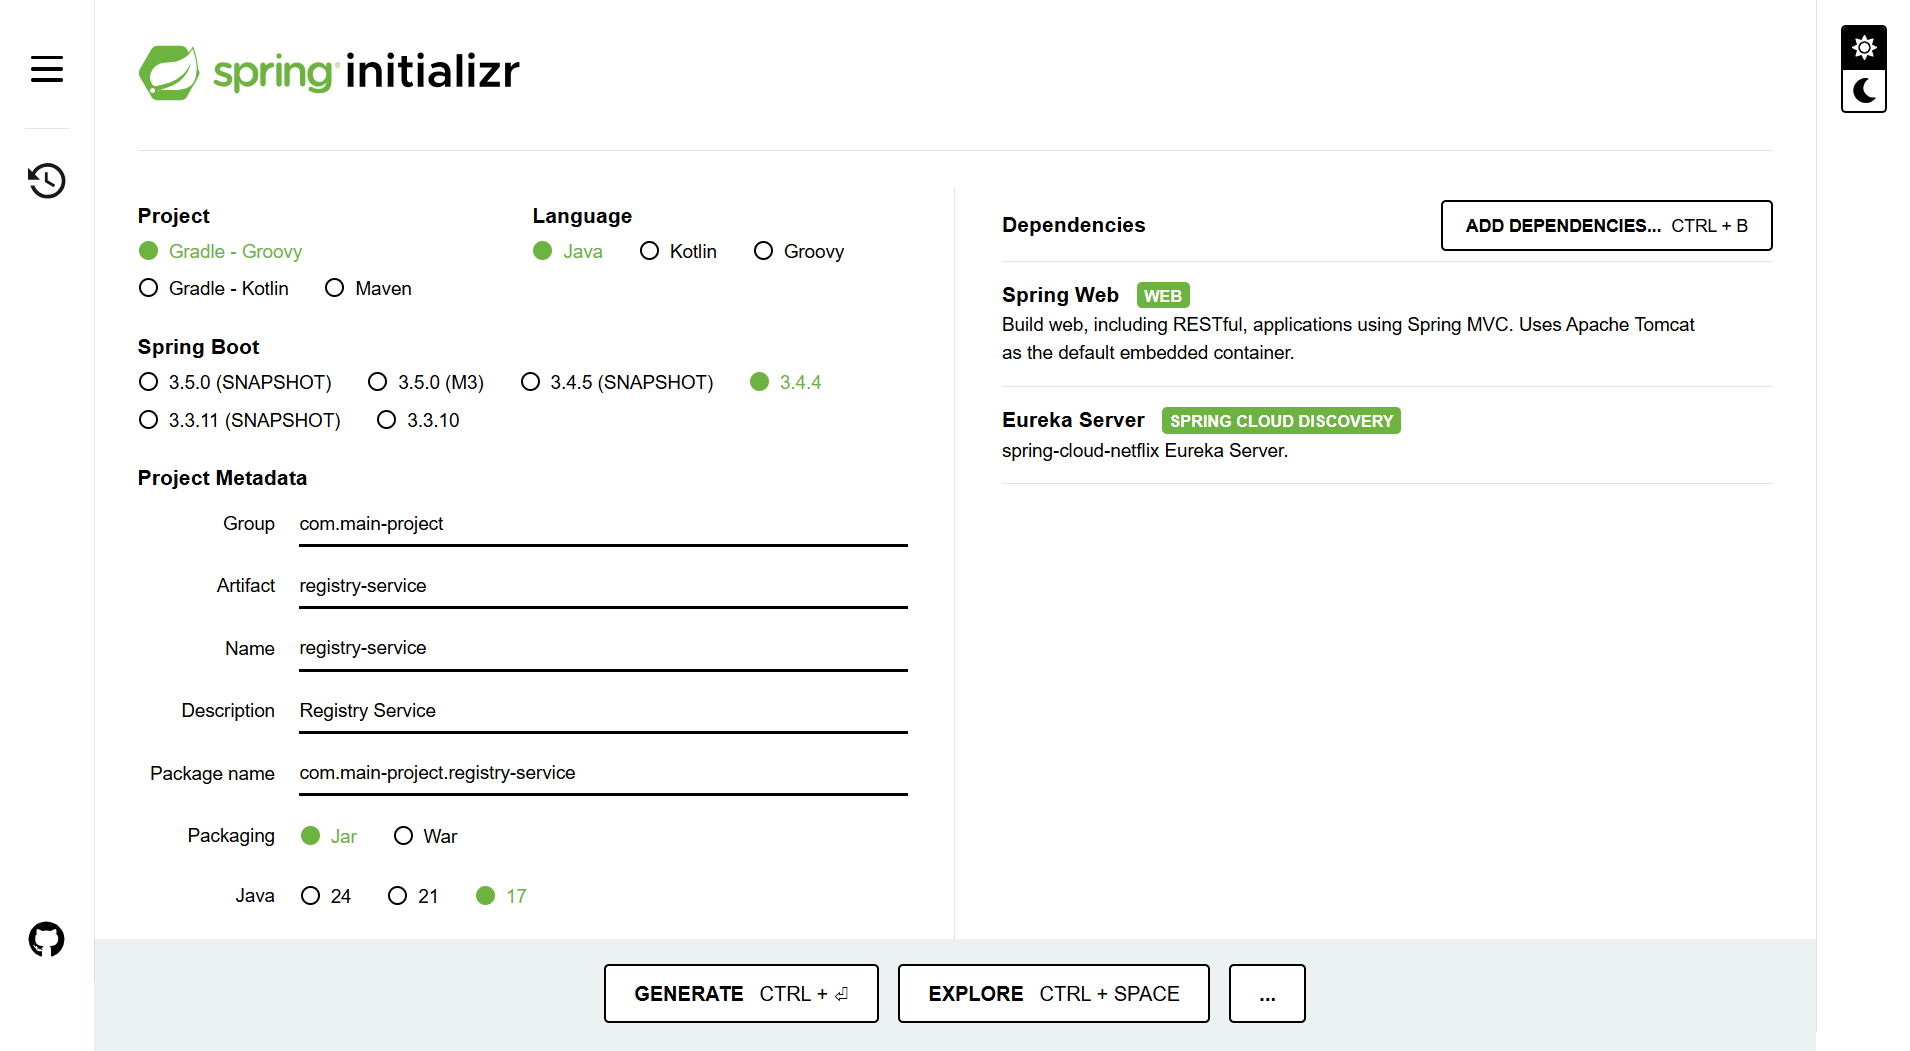 spring initializr
Project
Gradle - Groovy
Gradle - Kotlin Maven
Language
Java Kotlin Groovy
Spring Boot
3.5.0 (SNAPSHOT) 3.5.0 (M3) 3.4.5 (SNAPSHOT) 3.4.4
3.3.11 (SNAPSHOT) 3.3.10
Project Metadata
Group com.main-project
Artifact registry-service
Name registry-service
Description Registry Service
Package name com.main-project.registry-service
Packaging Jar War
Java 24 21 17
Dependencies ADD DEPENDENCIES... CTRL + B
Spring Web WEB
Build web, including RESTful, applications using Spring MVC. Uses Apache Tomcat
as the default embedded container.
Eureka Server SPRING CLOUD DISCOVERY
spring-cloud-netflix Eureka Server.
GENERATE CTRL + ⏎ EXPLORE CTRL + SPACE ...